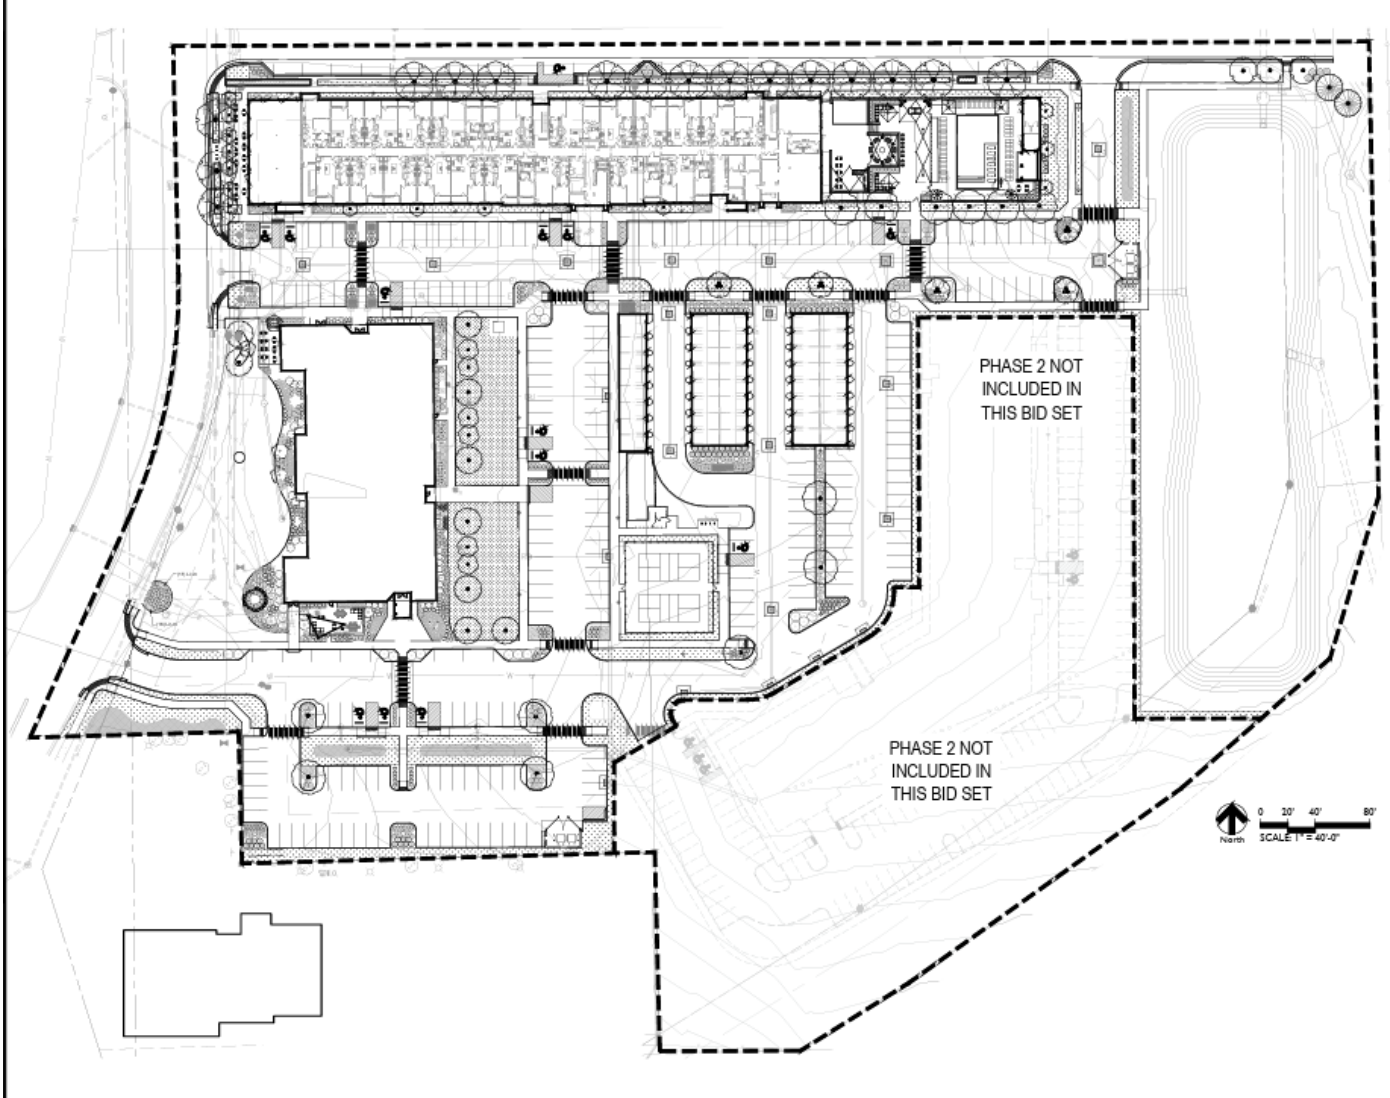 PHASE 2 NOT
INCLUDED IN
THIS BID SET
PHASE 2 NOT
INCLUDED IN
THIS BID SET
0 20' 40' 80'
North
SCALE: 1" = 40'-0"